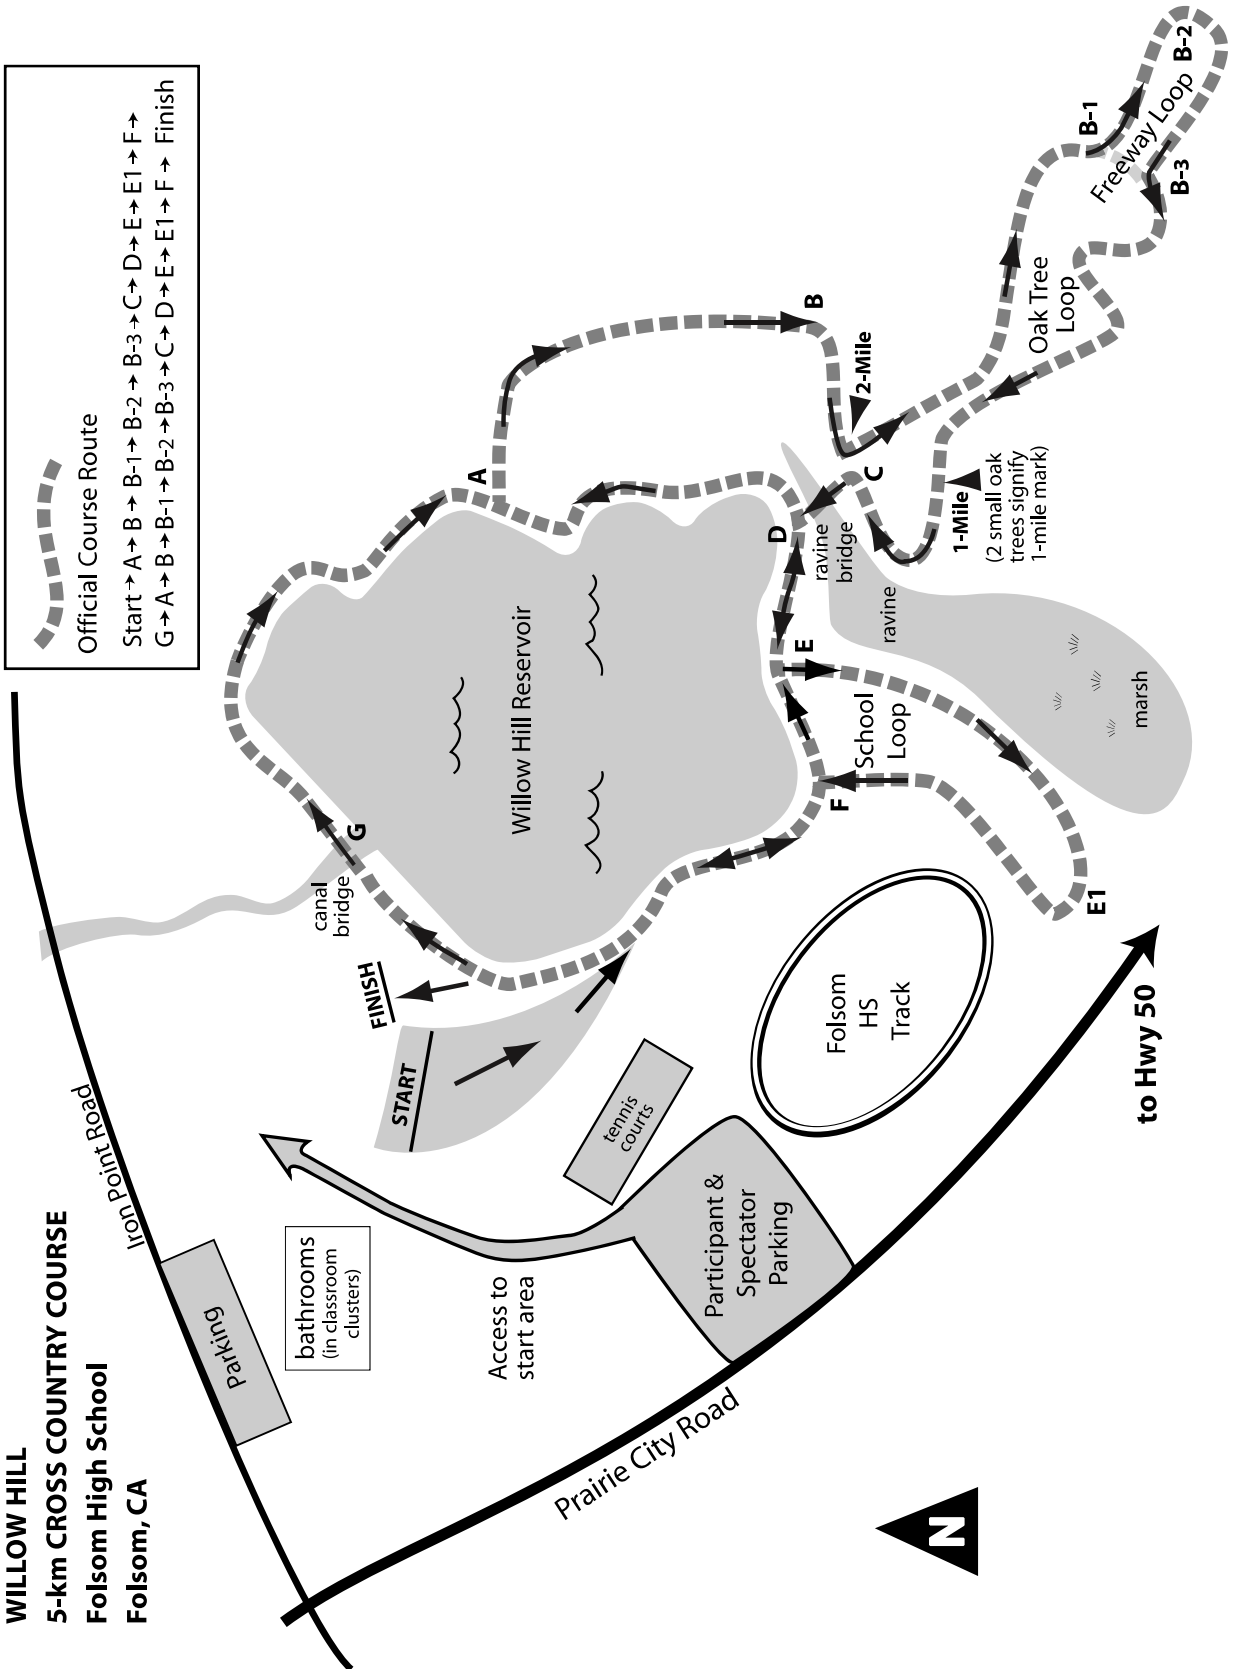 WILLOW HILL
5-km CROSS COUNTRY COURSE
Folsom High School
Folsom, CA
Official Course Route
Start→A→B→B-1→B-2→B-3→C→D→E→E1→F→
G→A→B→B-1→B-2→B-3→C→D→E→E1→F→ Finish
Iron Point Road
Parking
bathrooms
(in classroom
clusters)
Access to
start area
Prairie City Road
Participant &
Spectator
Parking
tennis
courts
START
FINISH
canal
bridge
G
Willow Hill Reservoir
A
B
2-Mile
C
D
ravine
bridge
ravine
E
School
Loop
F
E1
Folsom
HS
Track
to Hwy 50
marsh
1-Mile
(2 small oak
trees signify
1-mile mark)
Oak Tree
Loop
B-1
Freeway Loop
B-2
B-3
N